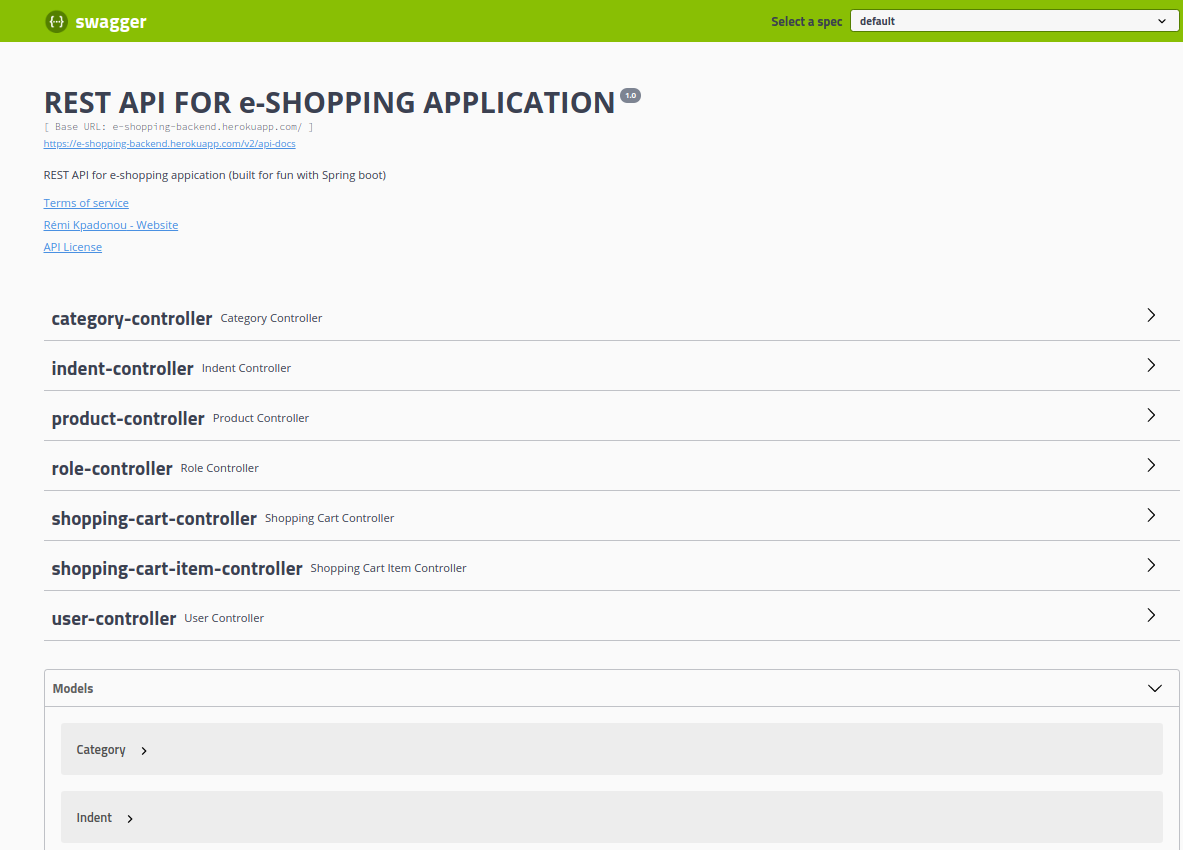 swagger
Select a spec
default
REST API FOR e-SHOPPING APPLICATION 1.0
[ Base URL: e-shopping-backend.herokuapp.com/ ]
https://e-shopping-backend.herokuapp.com/v2/api-docs
REST API for e-shopping appication (built for fun with Spring boot)
Terms of service
Rémi Kpadonou - Website
API License
category-controller Category Controller
indent-controller Indent Controller
product-controller Product Controller
role-controller Role Controller
shopping-cart-controller Shopping Cart Controller
shopping-cart-item-controller Shopping Cart Item Controller
user-controller User Controller
Models
Category
Indent